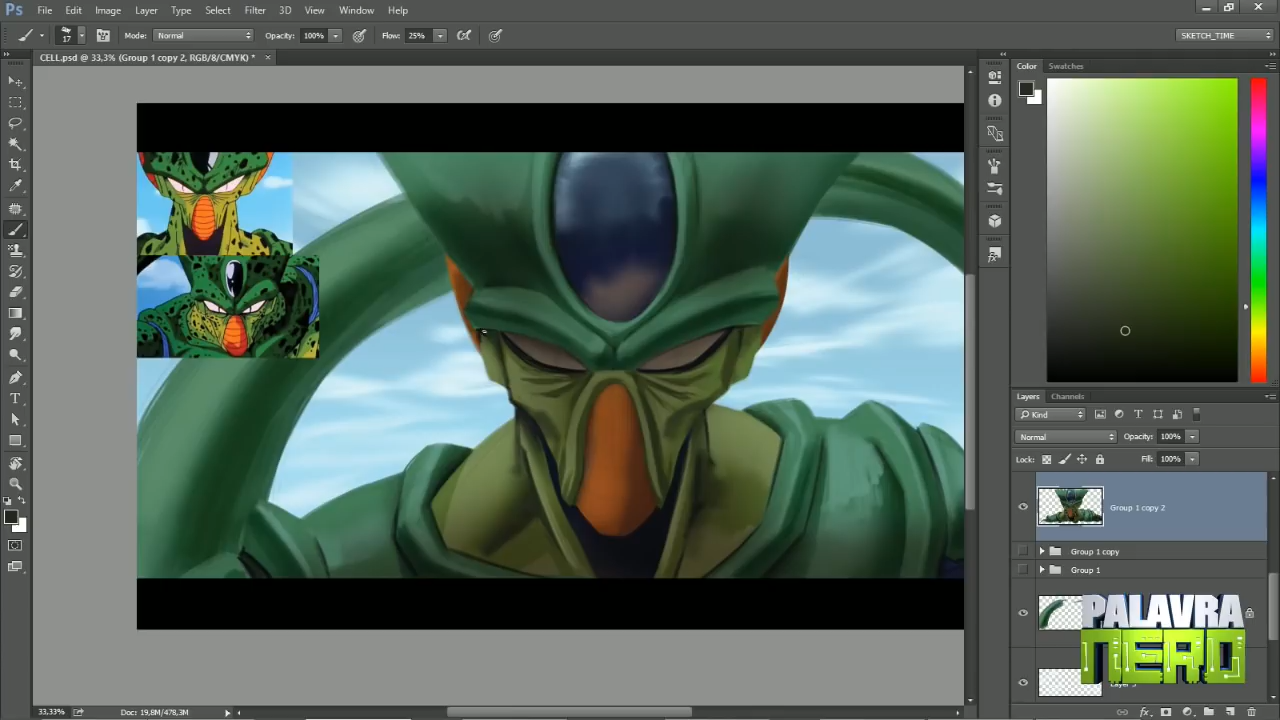 Ps File Edit Image Layer Type Select Filter 3D View Window Help
17 Mode: Normal Opacity: 100% Flow: 25% SKETCH_TIME
CELL.psd @ 33,3% (Group 1 copy 2, RGB/8/CMYK) * ×
Color Swatches
Layers Channels
Kind
Normal Opacity: 100%
Lock: Fill: 100%
Group 1 copy 2
Group 1 copy
Group 1
PALAVRA
NERD
33,33% Doc: 19,8M/478,3M